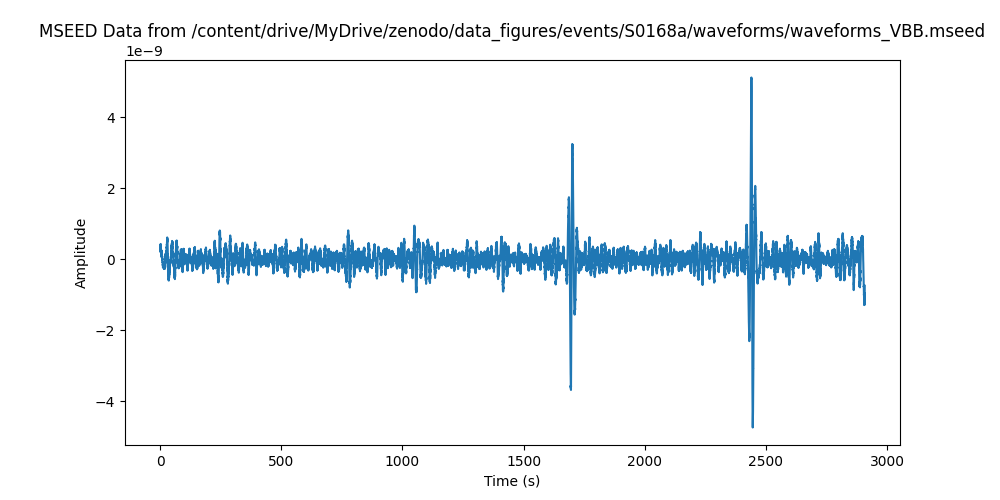 MSEED Data from /content/drive/MyDrive/zenodo/data_figures/events/S0168a/waveforms/waveforms_VBB.mseed
1e−9
4
2
0
−2
−4
Amplitude
0 500 1000 1500 2000 2500 3000
Time (s)